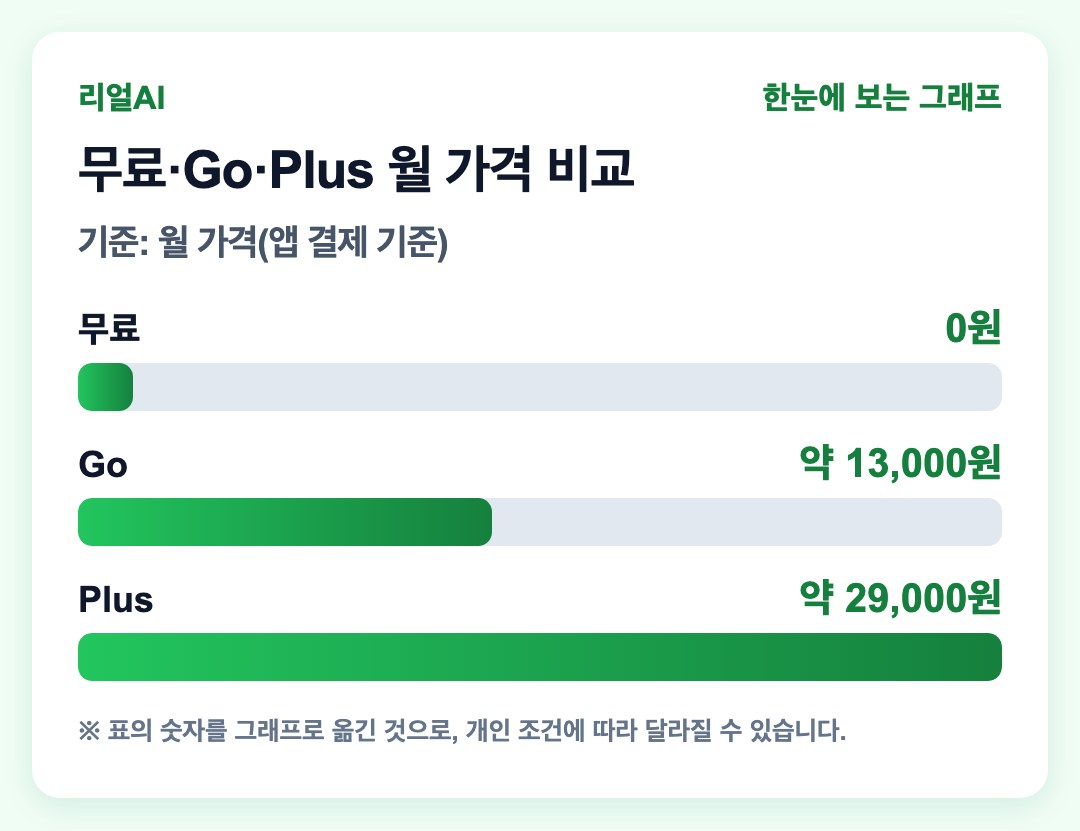 리얼AI
한눈에 보는 그래프
무료·Go·Plus 월 가격 비교
기준: 월 가격(앱 결제 기준)
무료
0원
Go
약 13,000원
Plus
약 29,000원
※ 표의 숫자를 그래프로 옮긴 것으로, 개인 조건에 따라 달라질 수 있습니다.